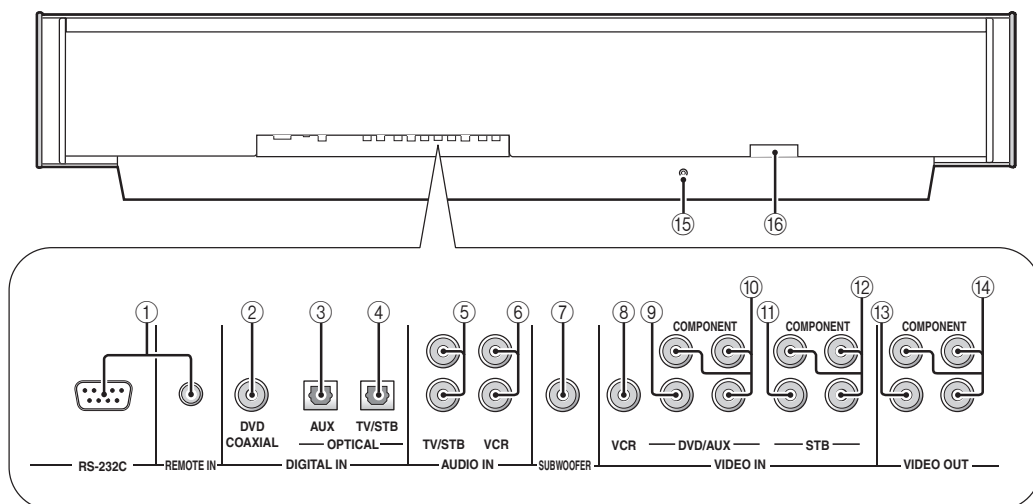 ⑮ ⑯
① ② ③ ④ ⑤ ⑥ ⑦ ⑧ ⑨ ⑩ ⑪ ⑫ ⑬ ⑭
COMPONENT COMPONENT COMPONENT
DVD AUX TV/STB
COAXIAL OPTICAL TV/STB VCR VCR DVD/AUX STB
RS-232C REMOTE IN DIGITAL IN AUDIO IN SUBWOOFER VIDEO IN VIDEO OUT